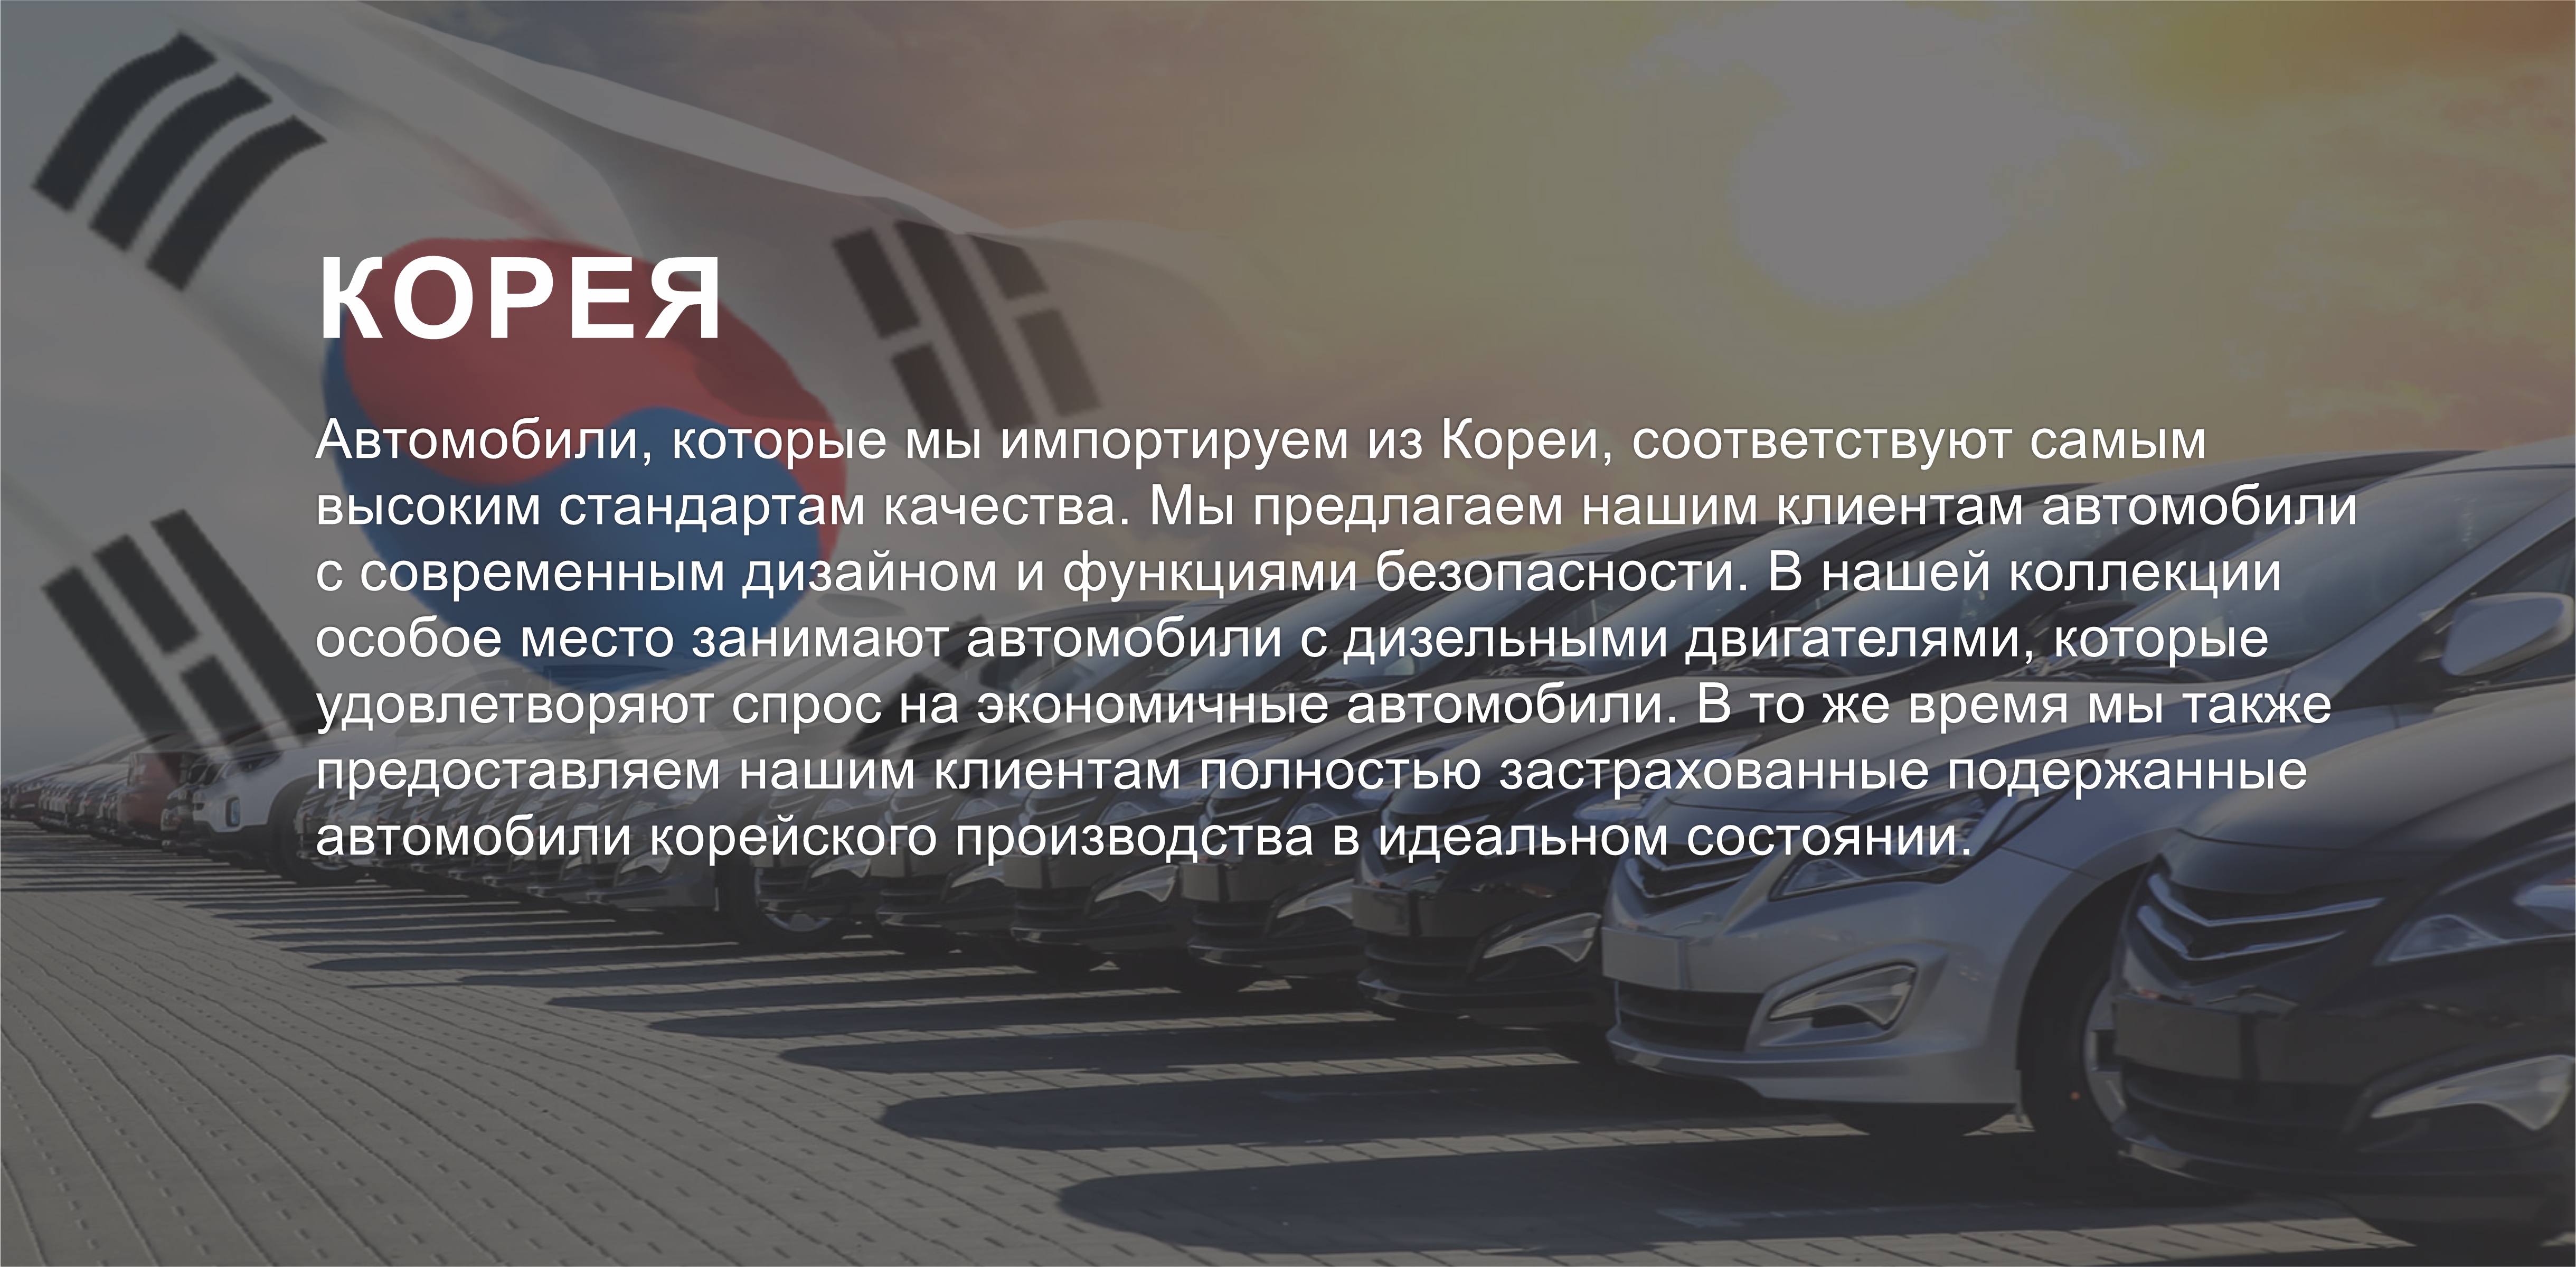 КОРЕЯ
Автомобили, которые мы импортируем из Кореи, соответствуют самым
высоким стандартам качества. Мы предлагаем нашим клиентам автомобили
с современным дизайном и функциями безопасности. В нашей коллекции
особое место занимают автомобили с дизельными двигателями, которые
удовлетворяют спрос на экономичные автомобили. В то же время мы также
предоставляем нашим клиентам полностью застрахованные подержанные
автомобили корейского производства в идеальном состоянии.